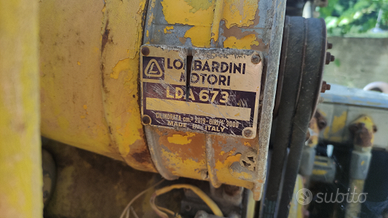 LOMBARDINI
MOTORI
LDA 673
MADE IN ITALY
subito